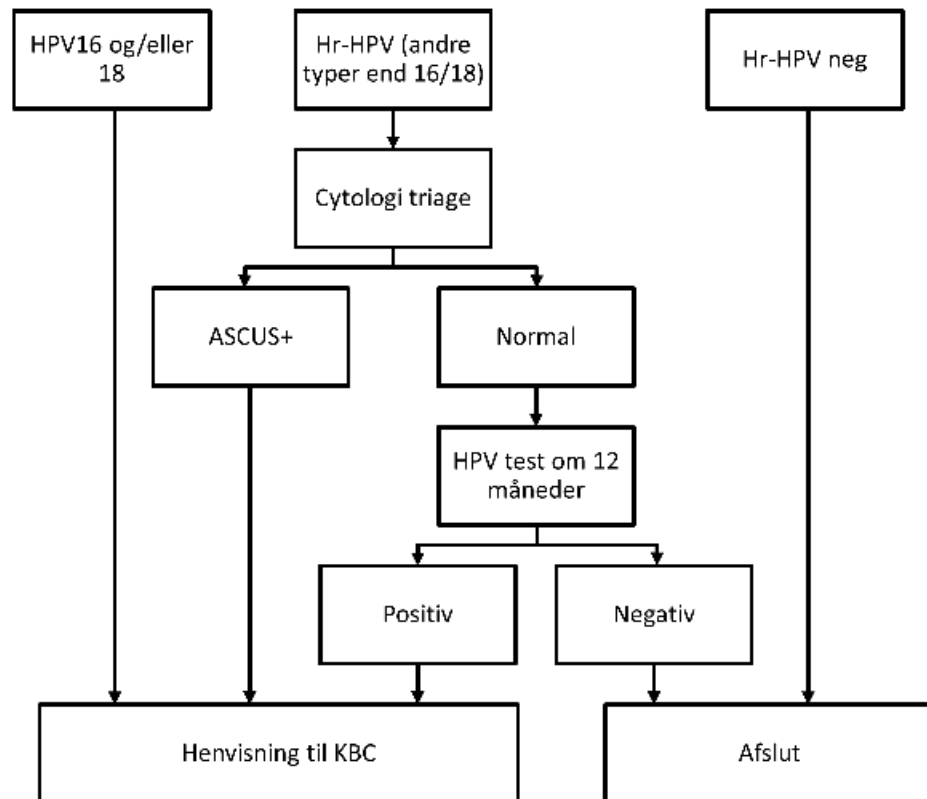 HPV16 og/eller
18
Hr-HPV (andre
typer end 16/18)
Hr-HPV neg
Cytologi triage
ASCUS+
Normal
HPV test om 12
måneder
Positiv
Negativ
Henvisning til KBC
Afslut